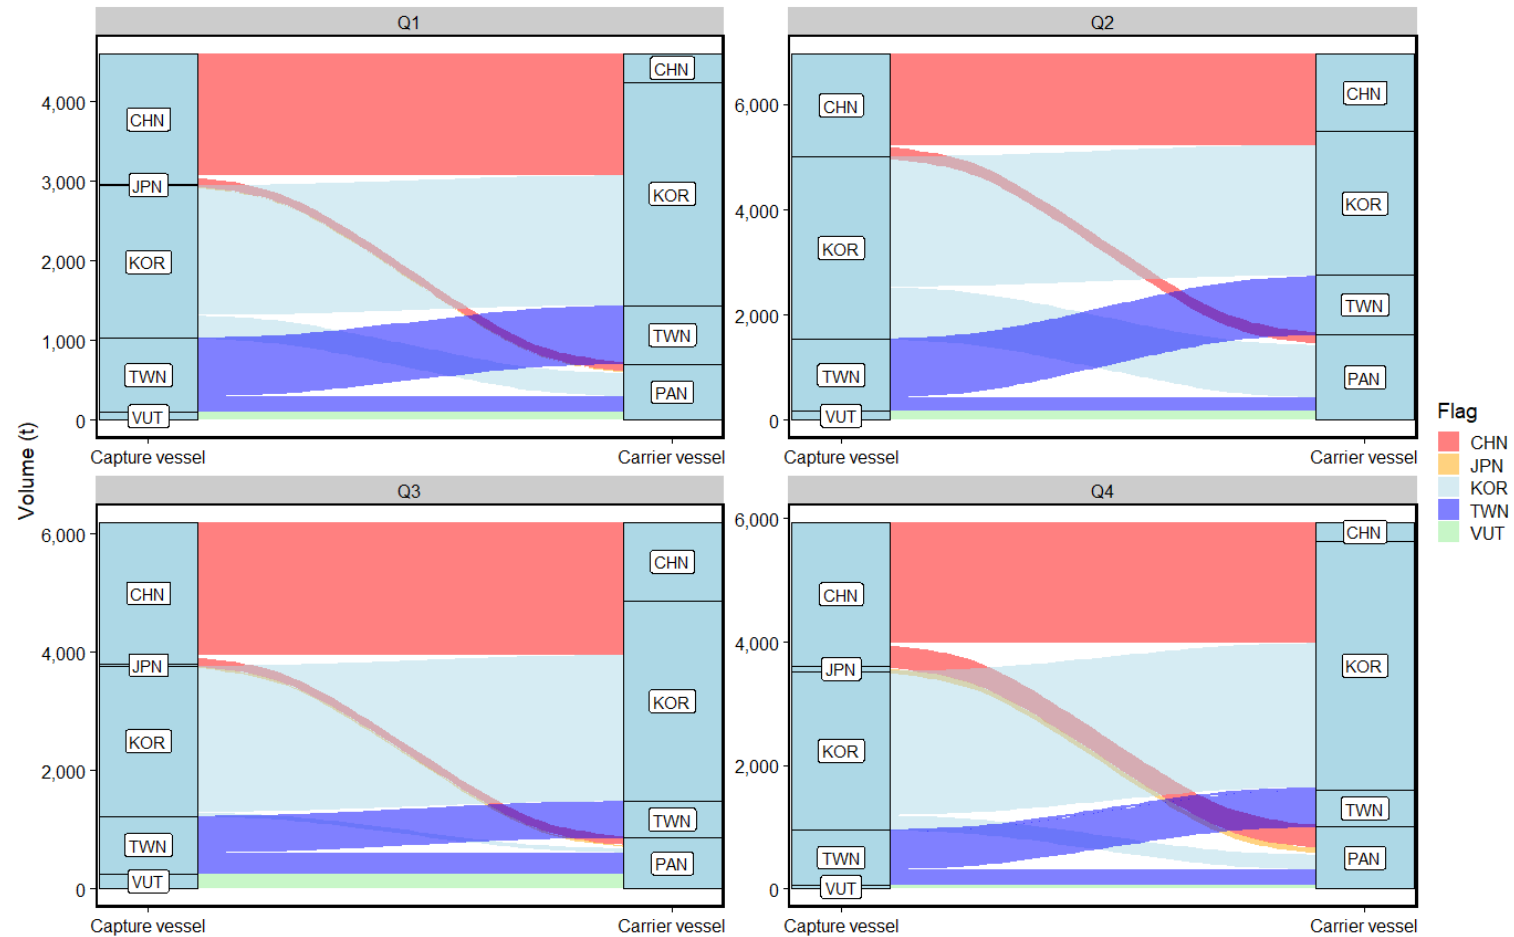 Q1
CHN
JPN
KOR
TWN
VUT
CHN
KOR
TWN
PAN
4,000
3,000
2,000
1,000
0
Capture vessel
Carrier vessel
Q2
CHN
KOR
TWN
VUT
CHN
KOR
TWN
PAN
6,000
4,000
2,000
0
Capture vessel
Carrier vessel
Volume (t)
Q3
CHN
JPN
KOR
TWN
VUT
CHN
KOR
TWN
PAN
6,000
4,000
2,000
0
Capture vessel
Carrier vessel
Q4
CHN
JPN
KOR
TWN
VUT
CHN
KOR
TWN
PAN
6,000
4,000
2,000
0
Capture vessel
Carrier vessel
Flag
CHN
JPN
KOR
TWN
VUT